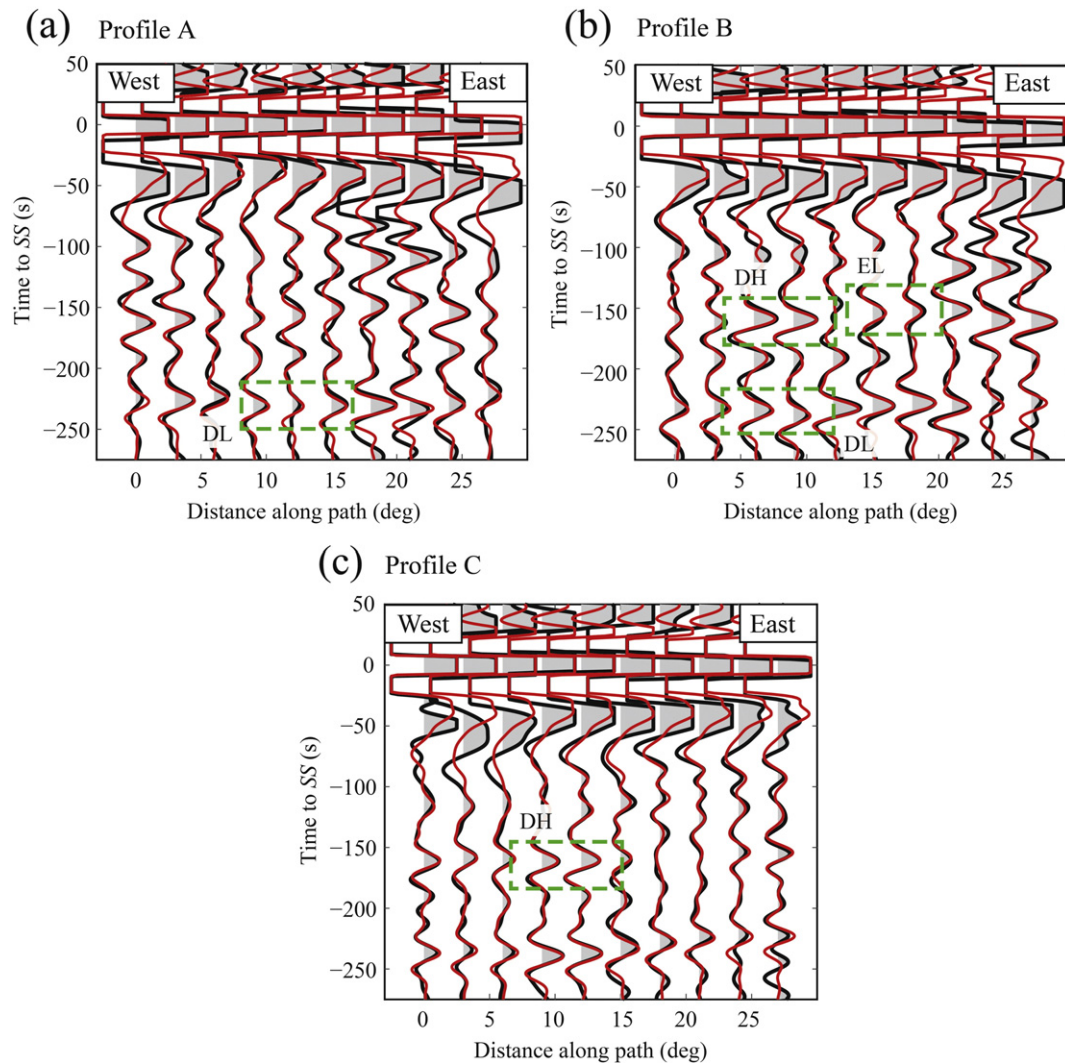 (a) Profile A
West East
50
0
−50
−100
−150
−200
−250
Time to SS (s)
DL
0 5 10 15 20 25
Distance along path (deg)
(b) Profile B
West East
50
0
−50
−100
−150
−200
−250
Time to SS (s)
DH EL
DL
0 5 10 15 20 25
Distance along path (deg)
(c) Profile C
West East
50
0
−50
−100
−150
−200
−250
Time to SS (s)
DH
0 5 10 15 20 25
Distance along path (deg)